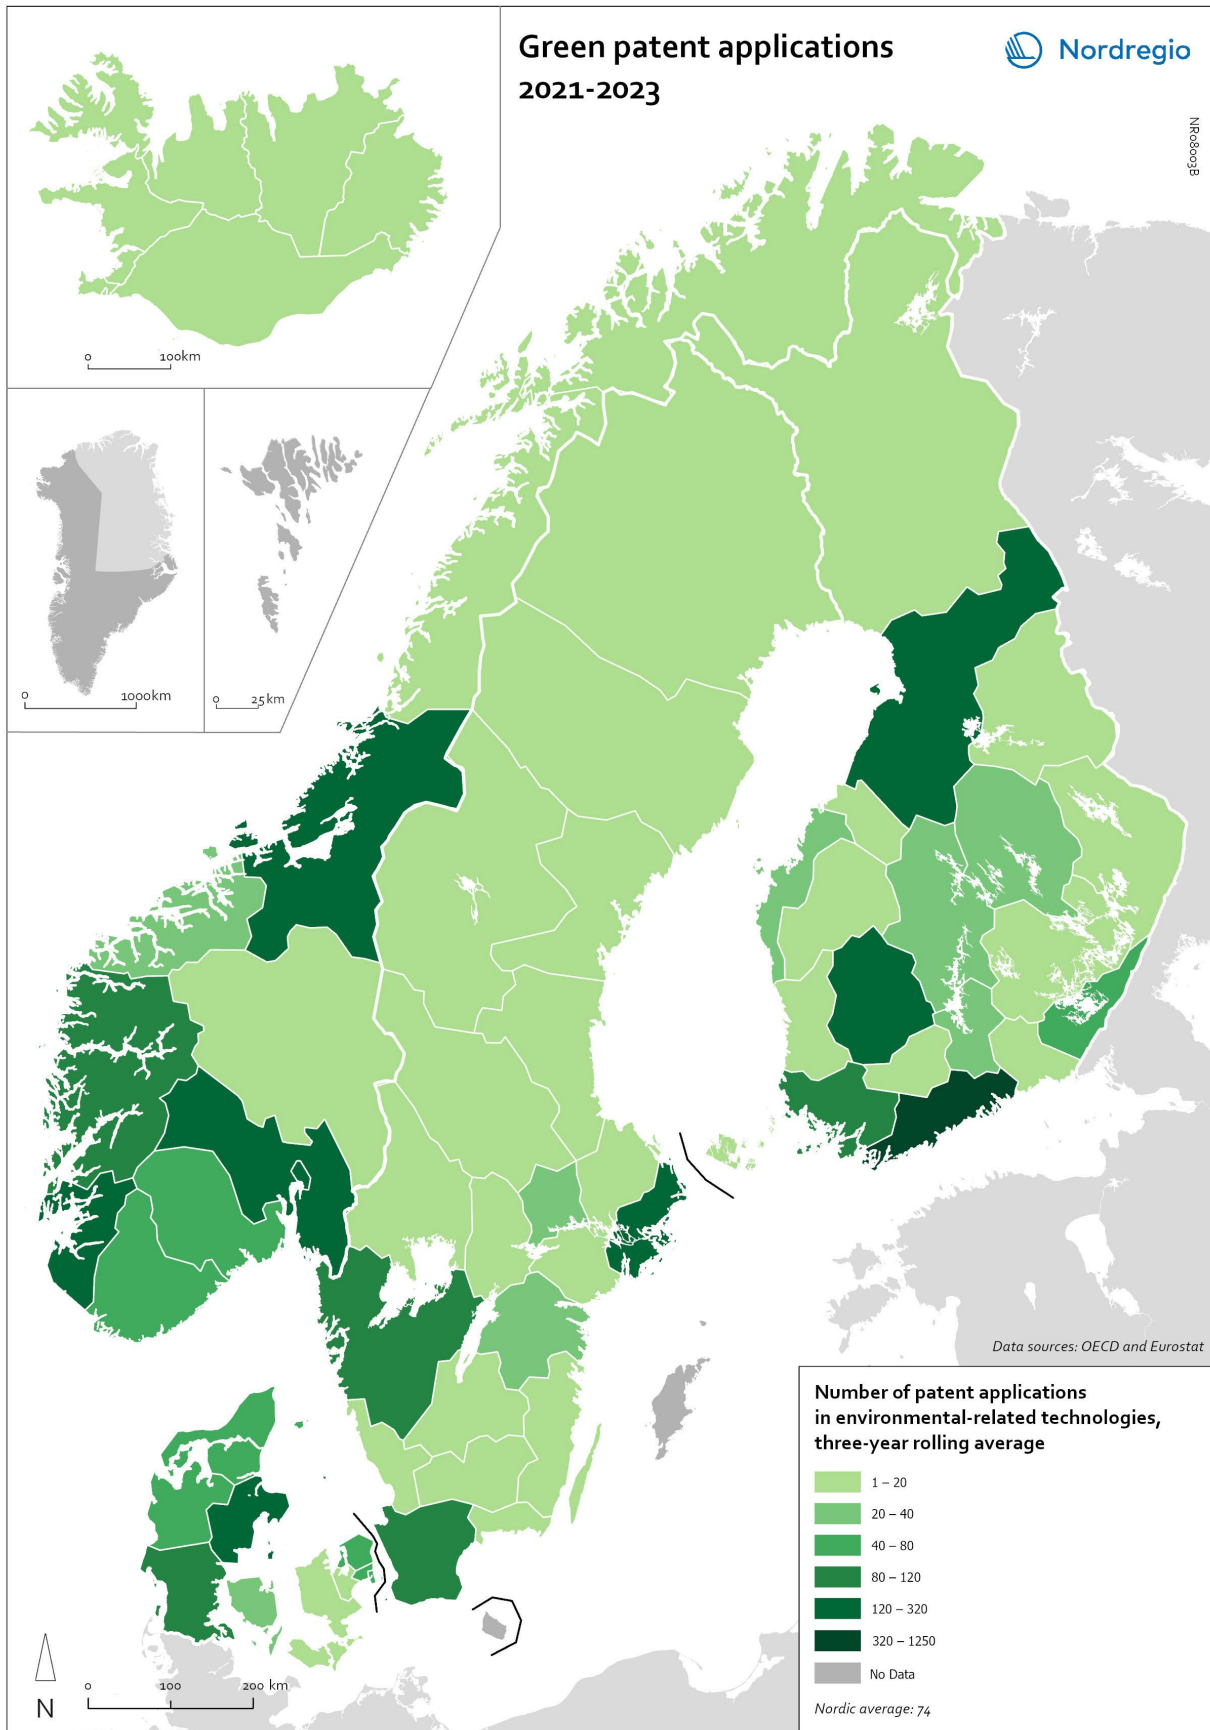 Green patent applications
2021-2023
Nordregio
NR08003B
0 100km
0 1000km
0 25km
Data sources: OECD and Eurostat
Number of patent applications
in environmental-related technologies,
three-year rolling average
1 – 20
20 – 40
40 – 80
80 – 120
120 – 320
320 – 1250
No Data
Nordic average: 74
N
0 100 200 km